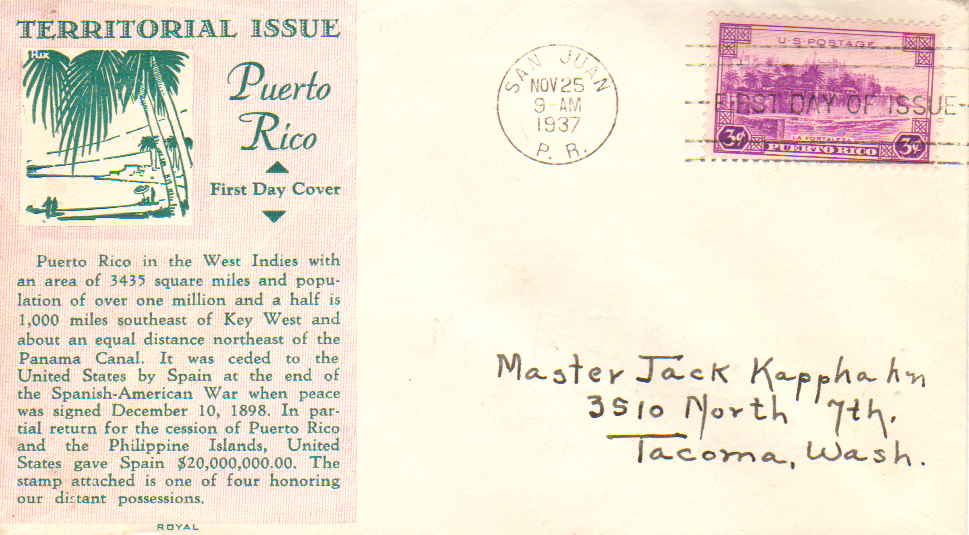 TERRITORIAL ISSUE
Puerto
Rico
First Day Cover
Puerto Rico in the West Indies with
an area of 3435 square miles and popu-
lation of over one million and a half is
1,000 miles southeast of Key West and
about an equal distance northeast of the
Panama Canal. It was ceded to the
United States by Spain at the end of
the Spanish-American War when peace
was signed December 10, 1898. In par-
tial return for the cession of Puerto Rico
and the Philippine Islands, United
States gave Spain $20,000,000.00. The
stamp attached is one of four honoring
our distant possessions.
ROYAL
SAN JUAN
NOV 25
9-AM
1937
P. R.
U·S·POSTAGE
FIRST DAY OF ISSUE
LA FORTALEZA
3¢ PUERTO RICO 3¢
Master Jack Kapphahn
3510 North 7th.
Tacoma, Wash.